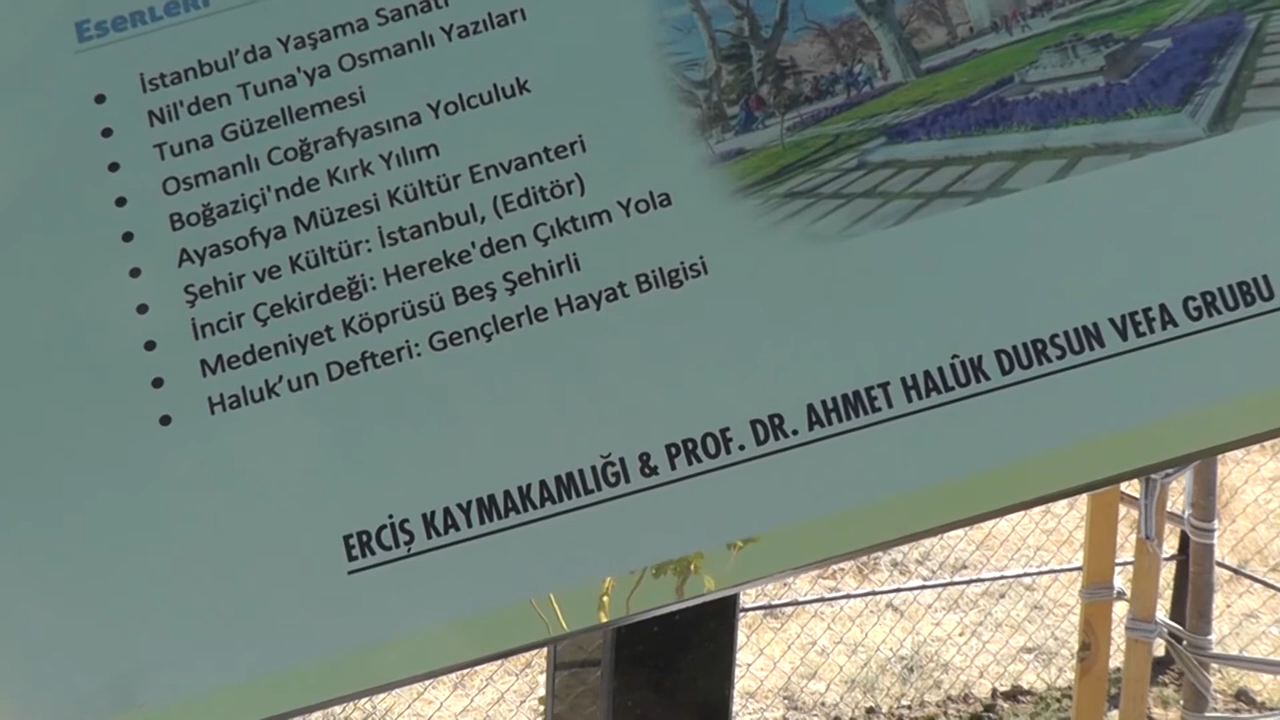 Eserleri
• İstanbul'da Yaşama Sanatı
• Nil'den Tuna'ya Osmanlı Yazıları
• Tuna Güzellemesi
• Osmanlı Coğrafyasına Yolculuk
• Boğaziçi'nde Kırk Yılım
• Ayasofya Müzesi Kültür Envanteri
• Şehir ve Kültür: İstanbul, (Editör)
• İncir Çekirdeği: Hereke'den Çıktım Yola
• Medeniyet Köprüsü Beş Şehirli
• Haluk'un Defteri: Gençlerle Hayat Bilgisi
ERCİŞ KAYMAKAMLIĞI & PROF. DR. AHMET HALÛK DURSUN VEFA GRUBU